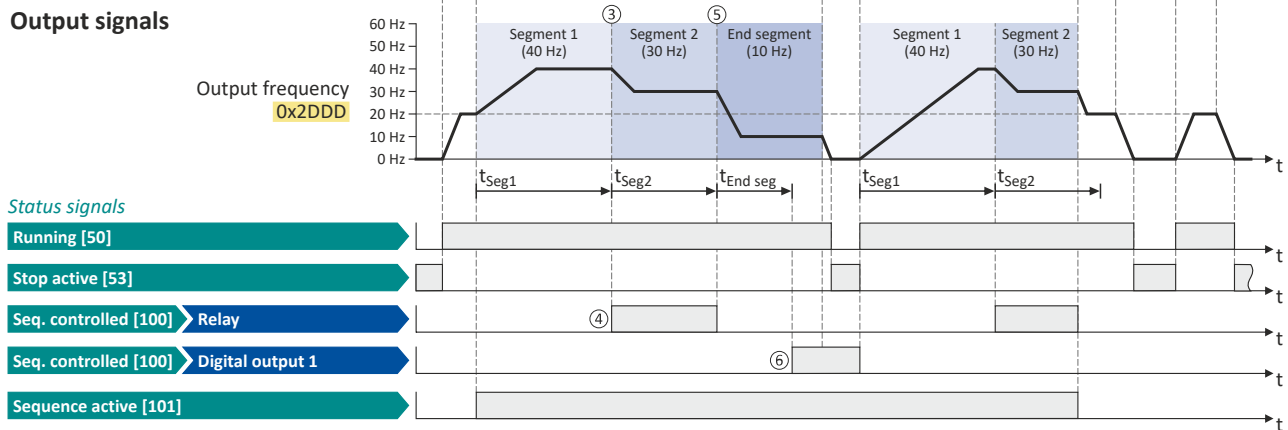 Output signals
③ ⑤
60 Hz
50 Hz
40 Hz
30 Hz
20 Hz
10 Hz
0 Hz
Output frequency
0x2DDD
Segment 1
(40 Hz)
Segment 2
(30 Hz)
End segment
(10 Hz)
Segment 1
(40 Hz)
Segment 2
(30 Hz)
t
tSeg1 tSeg2 tEnd seg tSeg1 tSeg2
Status signals
Running [50] t
Stop active [53] t
Seq. controlled [100] Relay ④ t
Seq. controlled [100] Digital output 1 ⑥ t
Sequence active [101] t